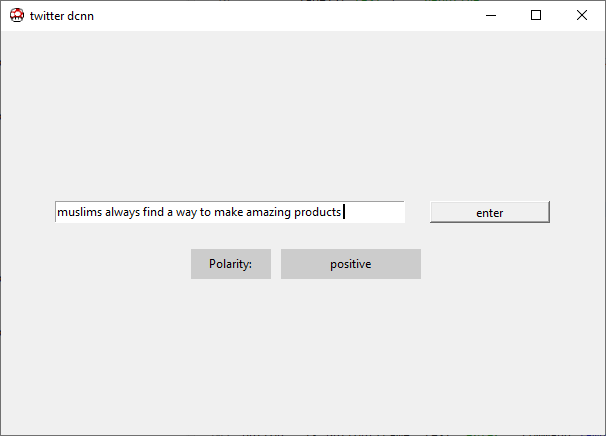 twitter dcnn
muslims always find a way to make amazing products
enter
Polarity:
positive